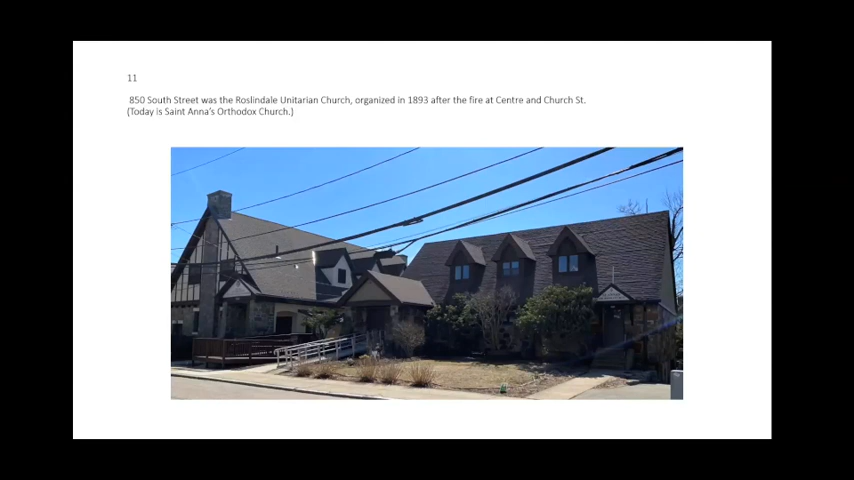 11
850 South Street was the Roslindale Unitarian Church, organized in 1893 after the fire at Centre and Church St.
(Today is Saint Anna's Orthodox Church.)